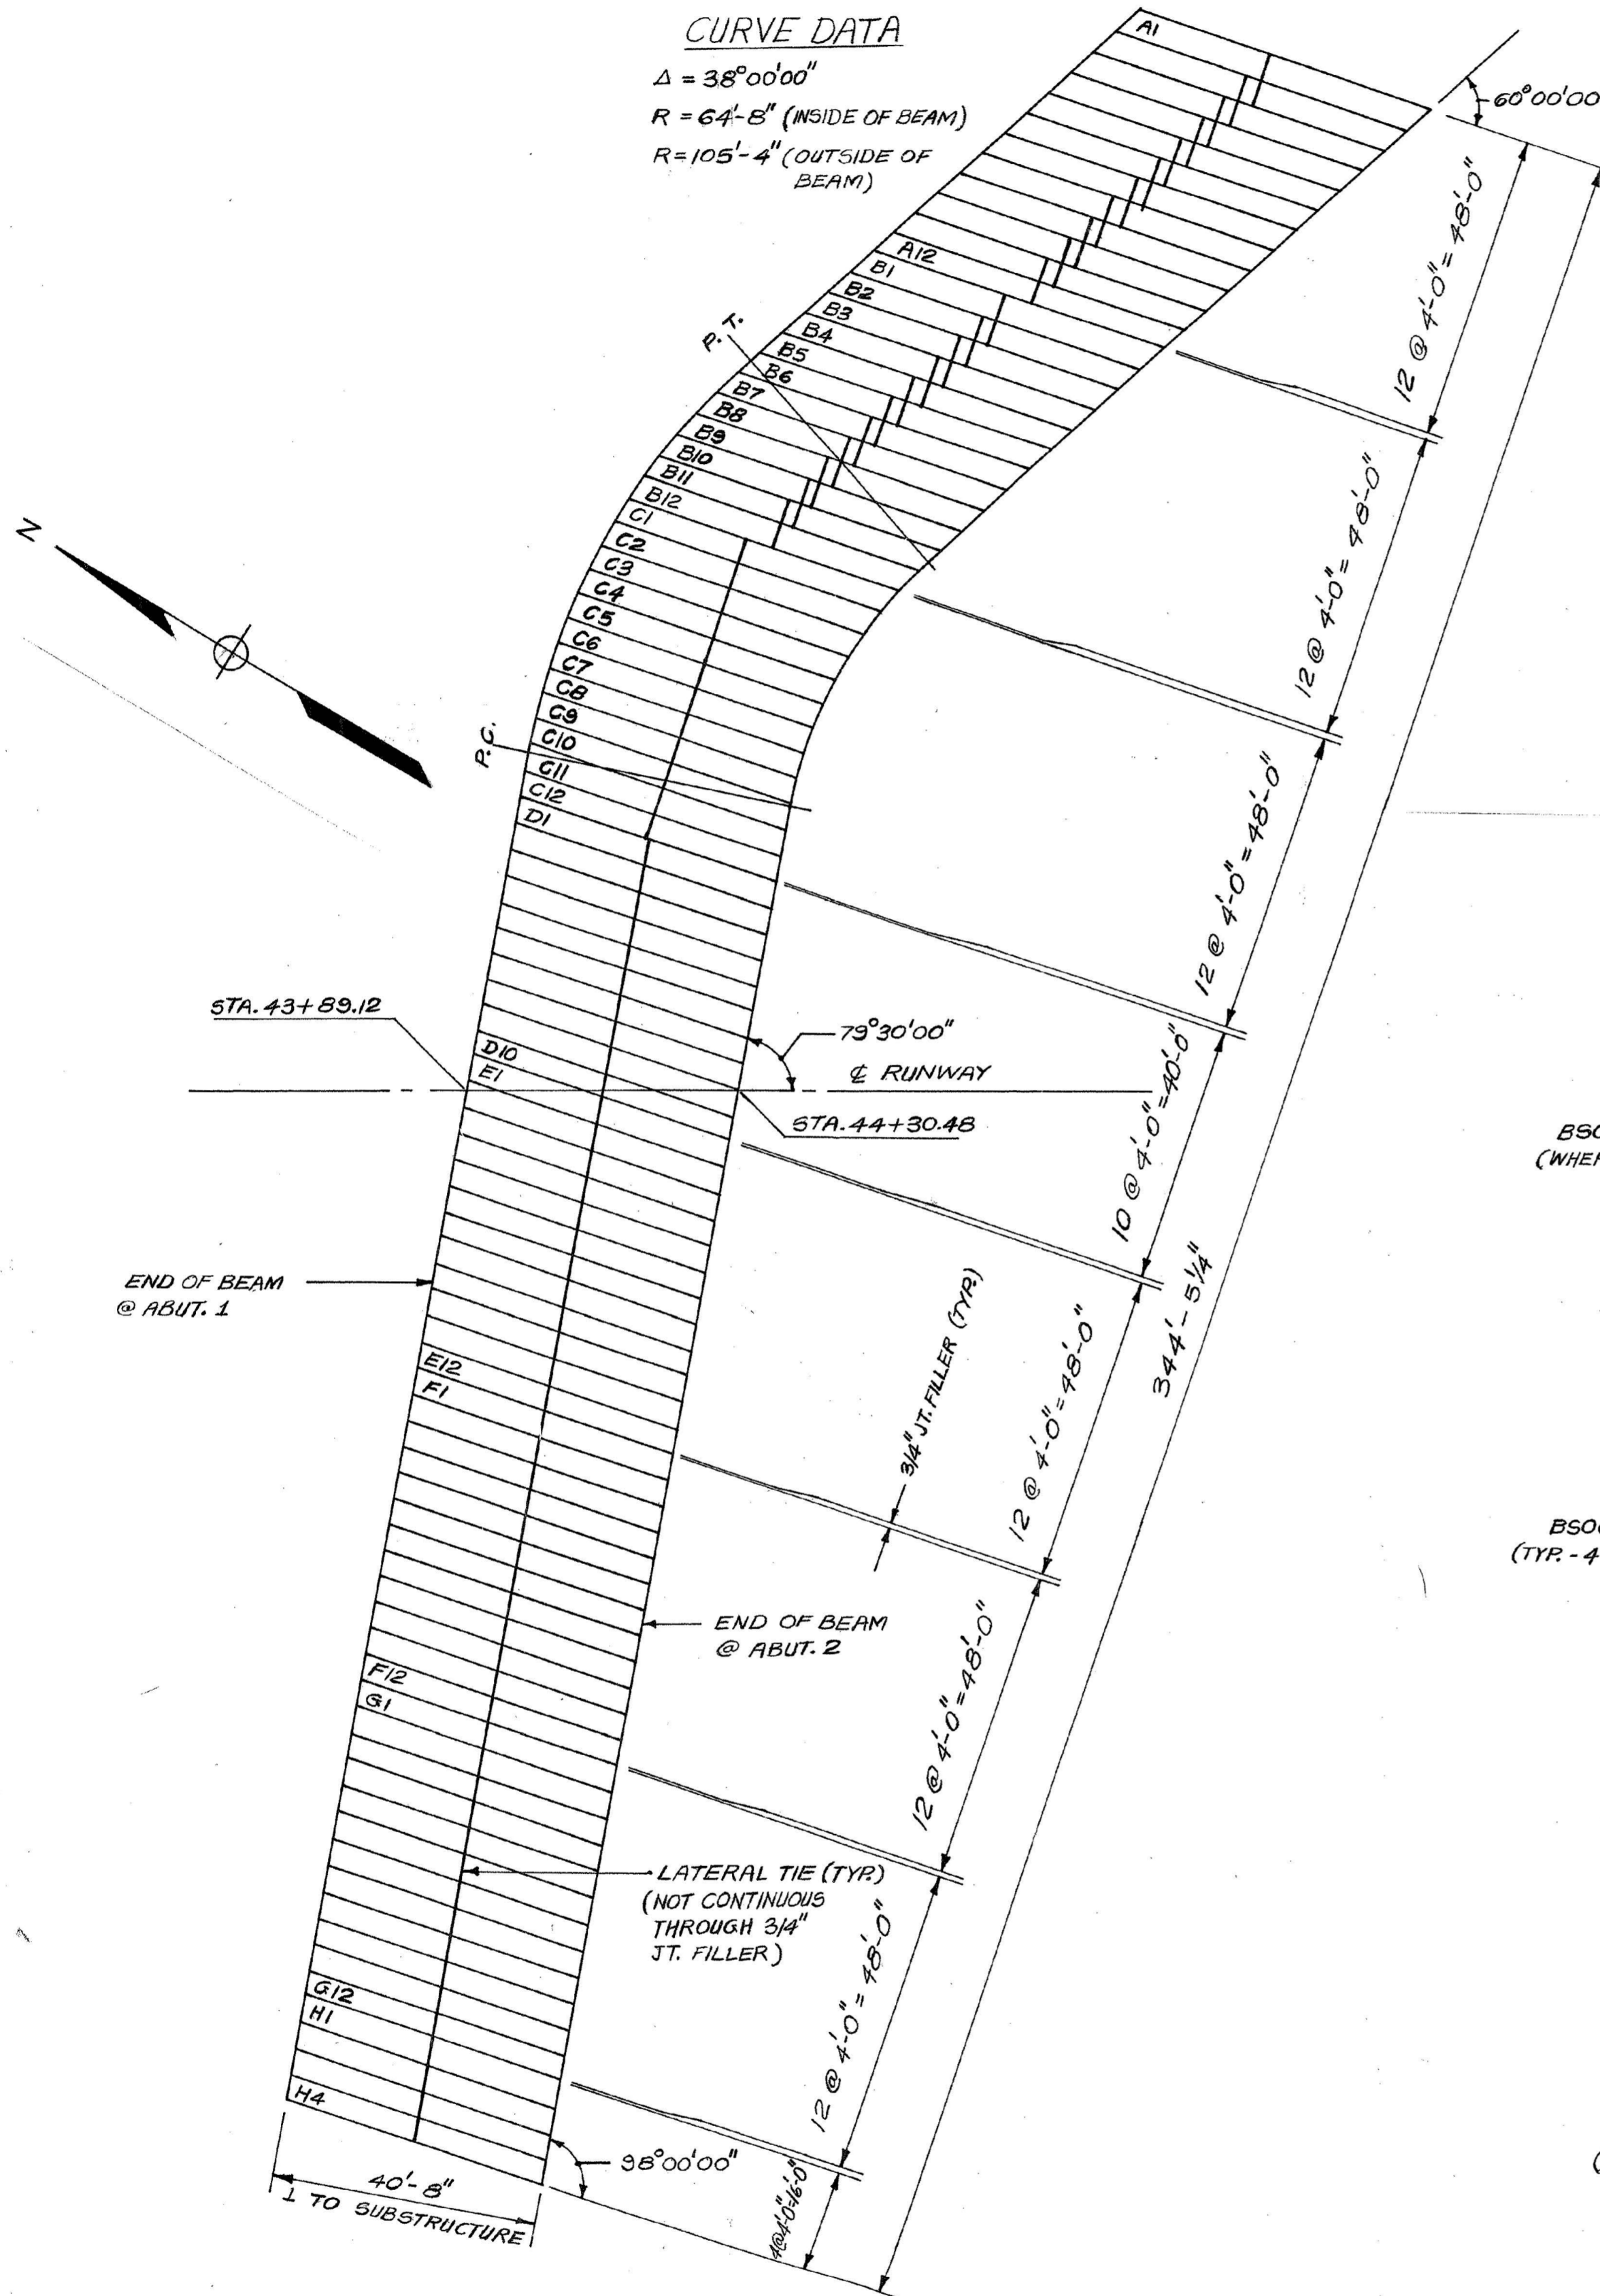 CURVE DATA
Δ = 38°00'00"
R = 64'-8" (INSIDE OF BEAM)
R = 105'-4" (OUTSIDE OF
BEAM)
60°00'00
A1
A12
B1
B2
B3
B4
B5
B6
B7
B8
B9
B10
B11
B12
C1
C2
C3
C4
C5
C6
C7
C8
C9
C10
C11
C12
D1
D10
E1
E12
F1
F12
G1
G12
H1
H4
P.T.
P.C.
N
12 @ 4'-0" = 48'-0"
12 @ 4'-0" = 48'-0"
12 @ 4'-0" = 48'-0"
10 @ 4'-0" = 40'-0"
12 @ 4'-0" = 48'-0"
12 @ 4'-0" = 48'-0"
12 @ 4'-0" = 48'-0"
4@4'-0"=16'-0"
344'-5 1/4"
STA. 43+89.12
79°30'00"
℄ RUNWAY
STA. 44+30.48
END OF BEAM
@ ABUT. 1
3/4" JT. FILLER (TYP.)
END OF BEAM
@ ABUT. 2
LATERAL TIE (TYP.)
(NOT CONTINUOUS
THROUGH 3/4"
JT. FILLER)
98°00'00"
40'-8"
⊥ TO SUBSTRUCTURE
(TYP. - 4